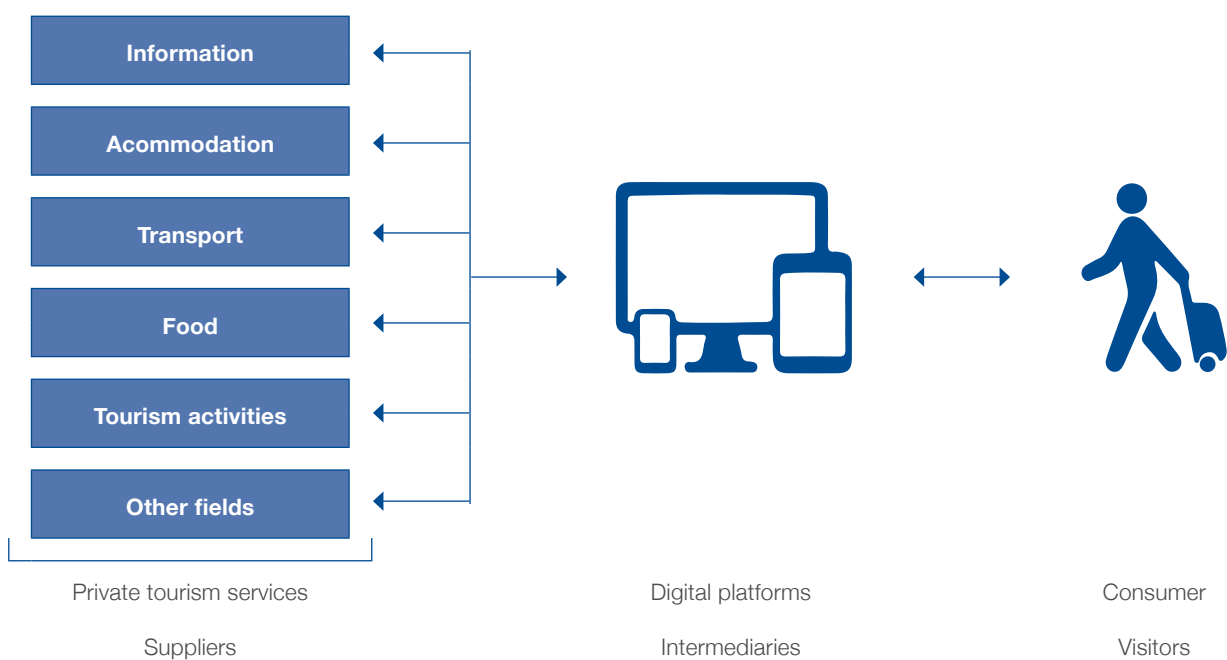 Information
Acommodation
Transport
Food
Tourism activities
Other fields
Private tourism services
Digital platforms
Consumer
Suppliers
Intermediaries
Visitors